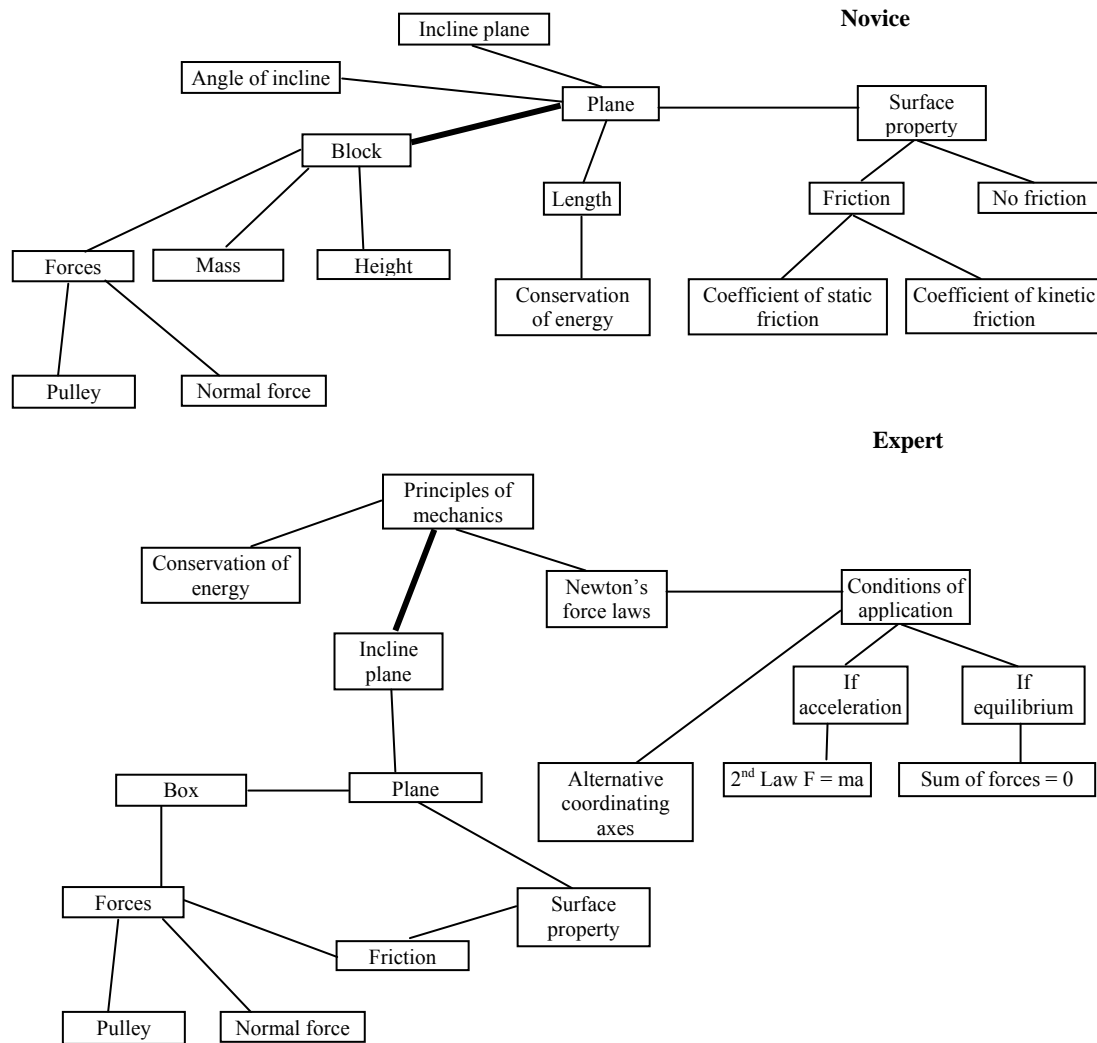 Novice
Incline plane
Angle of incline
Plane
Surface
property
Block
Length
Friction
No friction
Forces
Mass
Height
Conservation
of energy
Coefficient of static
friction
Coefficient of kinetic
friction
Pulley
Normal force
Expert
Principles of
mechanics
Conservation of
energy
Newton's
force laws
Conditions of
application
Incline
plane
If
acceleration
If
equilibrium
Box
Plane
Alternative
coordinating
axes
2nd Law F = ma
Sum of forces = 0
Forces
Surface
property
Friction
Pulley
Normal force